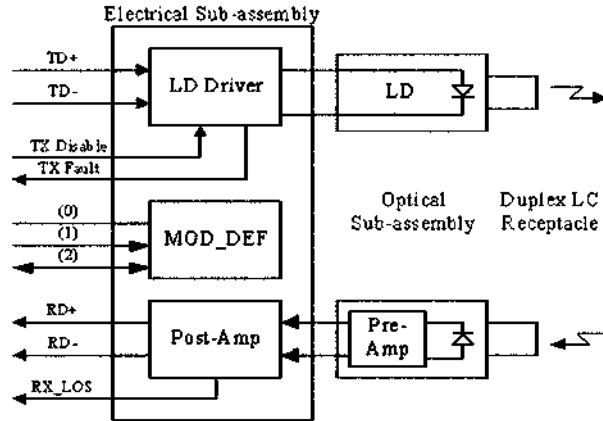 Electrical Sub-assembly
TD+
LD Driver
LD
TD-
TX Disable
TX Fault
(0)
(1)
MOD_DEF
(2)
Optical
Sub-assembly
Duplex LC
Receptacle
RD+
Post-Amp
Pre-
Amp
RD-
RX_LOS